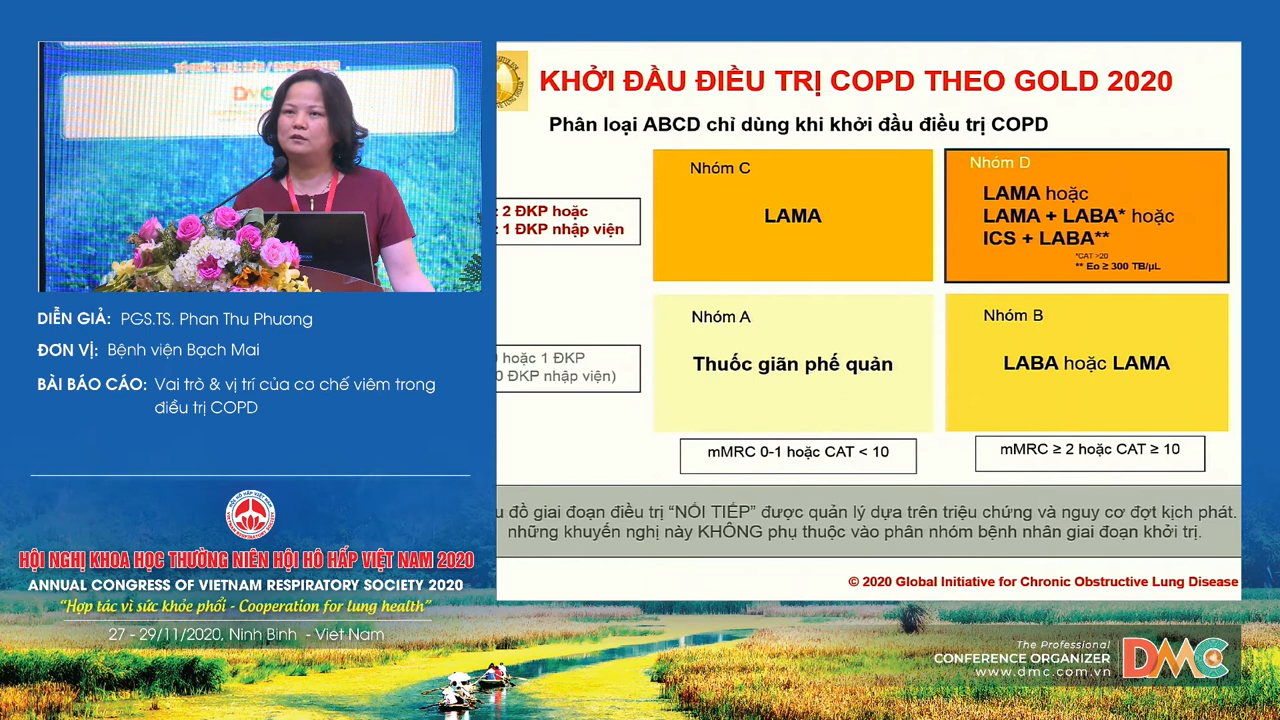 DMC
DIỄN GIẢ: PGS.TS. Phan Thu Phương
ĐƠN VỊ: Bệnh viện Bạch Mai
BÀI BÁO CÁO: Vai trò & vị trí của cơ chế viêm trong
điều trị COPD
HỘI HÔ HẤP VIỆT NAM
HỘI NGHỊ KHOA HỌC THƯỜNG NIÊN HỘI HÔ HẤP VIỆT NAM 2020
ANNUAL CONGRESS OF VIETNAM RESPIRATORY SOCIETY 2020
“Hợp tác vì sức khỏe phổi - Cooperation for lung health”
27 - 29/11/2020, Ninh Bình - Việt Nam
KHỞI ĐẦU ĐIỀU TRỊ COPD THEO GOLD 2020
Phân loại ABCD chỉ dùng khi khởi đầu điều trị COPD
2 ĐKP hoặc
1 ĐKP nhập viện
Nhóm C
LAMA
Nhóm D
LAMA hoặc
LAMA + LABA* hoặc
ICS + LABA**
*CAT >20
** Eo ≥ 300 TB/µL
hoặc 1 ĐKP
0 ĐKP nhập viện)
Nhóm A
Thuốc giãn phế quản
Nhóm B
LABA hoặc LAMA
mMRC 0-1 hoặc CAT < 10
mMRC ≥ 2 hoặc CAT ≥ 10
đồ giai đoạn điều trị “NỐI TIẾP” được quản lý dựa trên triệu chứng và nguy cơ đợt kịch phát.
những khuyến nghị này KHÔNG phụ thuộc vào phân nhóm bệnh nhân giai đoạn khởi trị.
© 2020 Global Initiative for Chronic Obstructive Lung Disease
The Professional
CONFERENCE ORGANIZER
www.dmc.com.vn
DMC